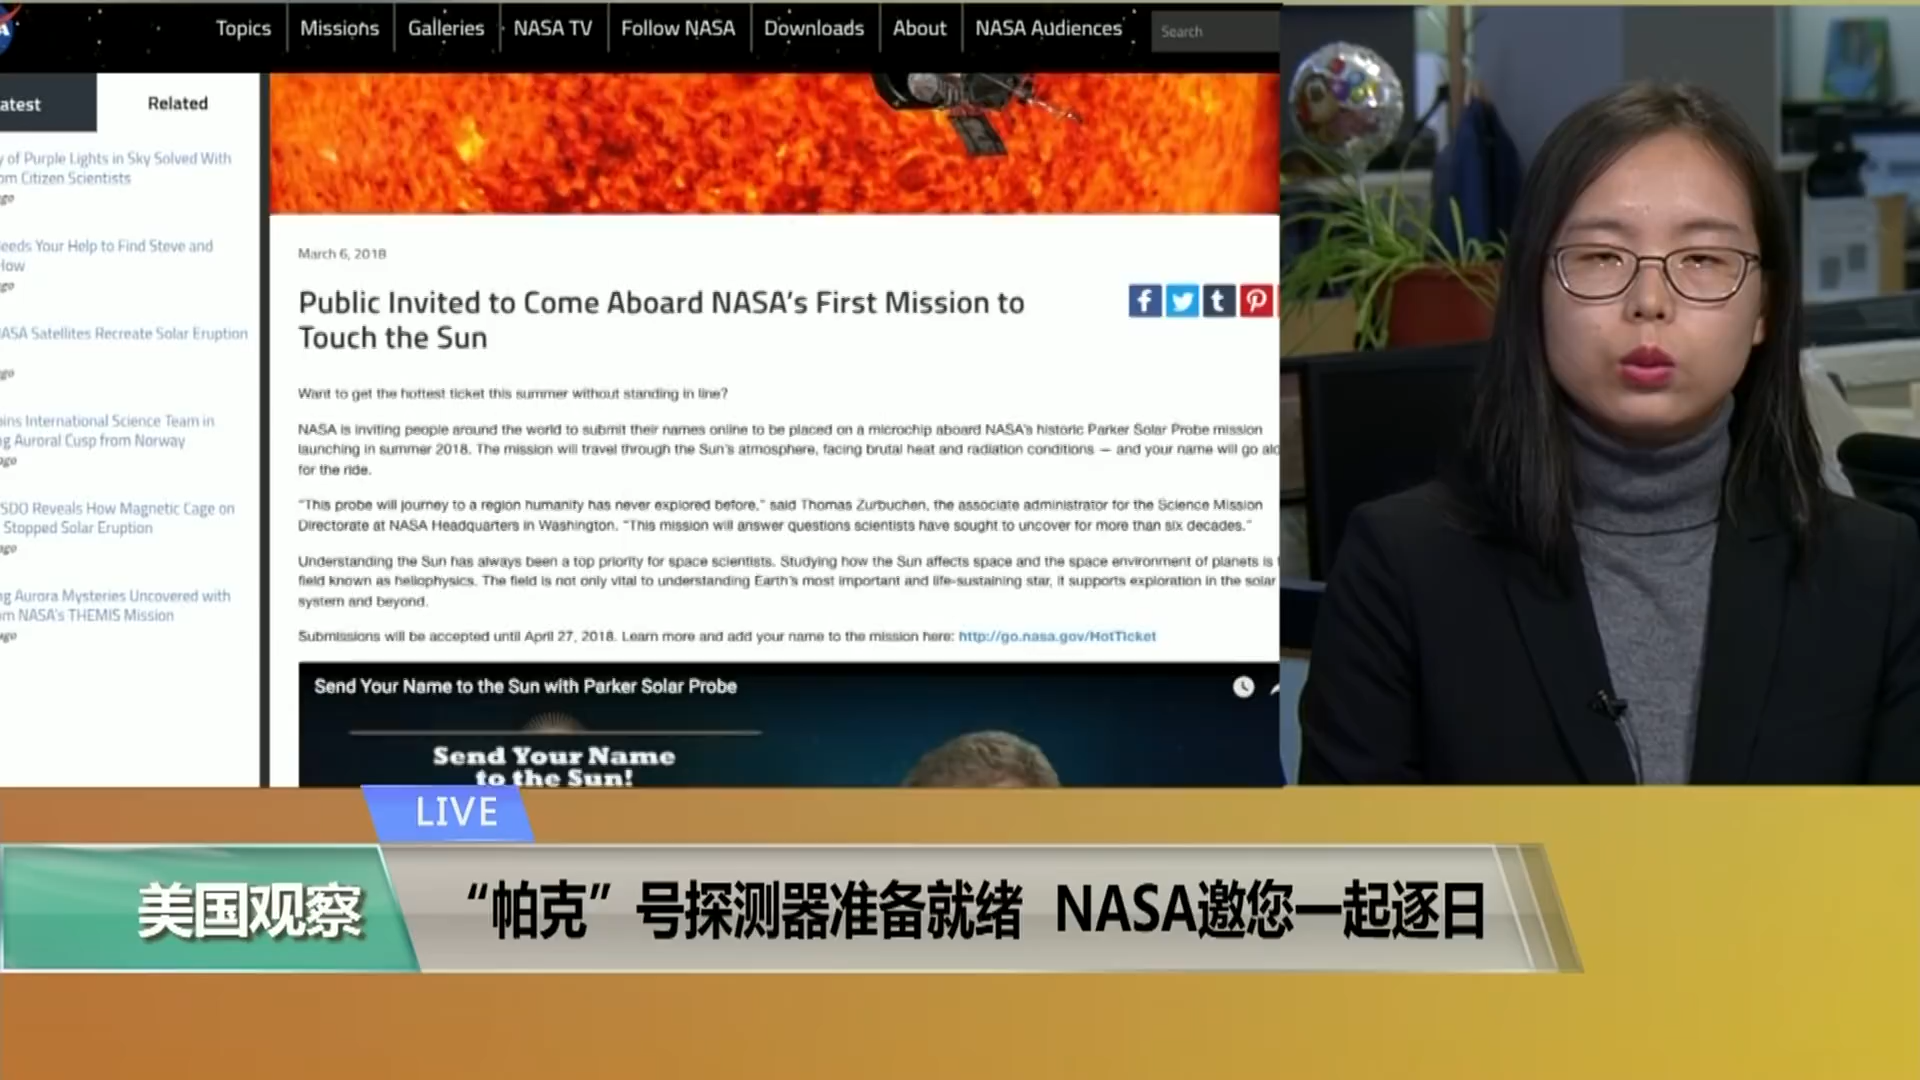 Topics
Missions
Galleries
NASA TV
Follow NASA
Downloads
About
NASA Audiences
Search
atest
Related
y of Purple Lights in Sky Solved With
om Citizen Scientists
go
eeds Your Help to Find Steve and
How
go
ASA Satellites Recreate Solar Eruption
go
ins International Science Team in
ng Auroral Cusp from Norway
ago
SDO Reveals How Magnetic Cage on
Stopped Solar Eruption
ago
ng Aurora Mysteries Uncovered with
om NASA's THEMIS Mission
ago
March 6, 2018
Public Invited to Come Aboard NASA's First Mission to
Touch the Sun
Want to get the hottest ticket this summer without standing in line?
NASA is inviting people around the world to submit their names online to be placed on a microchip aboard NASA's historic Parker Solar Probe mission
launching in summer 2018. The mission will travel through the Sun's atmosphere, facing brutal heat and radiation conditions — and your name will go alo
for the ride.
"This probe will journey to a region humanity has never explored before," said Thomas Zurbuchen, the associate administrator for the Science Mission
Directorate at NASA Headquarters in Washington. "This mission will answer questions scientists have sought to uncover for more than six decades."
Understanding the Sun has always been a top priority for space scientists. Studying how the Sun affects space and the space environment of planets is t
field known as heliophysics. The field is not only vital to understanding Earth's most important and life-sustaining star, it supports exploration in the solar
system and beyond.
Submissions will be accepted until April 27, 2018. Learn more and add your name to the mission here: http://go.nasa.gov/HotTicket
Send Your Name to the Sun with Parker Solar Probe
Send Your Name
to the Sun!
LIVE
美国观察
“帕克”号探测器准备就绪 NASA邀您一起逐日